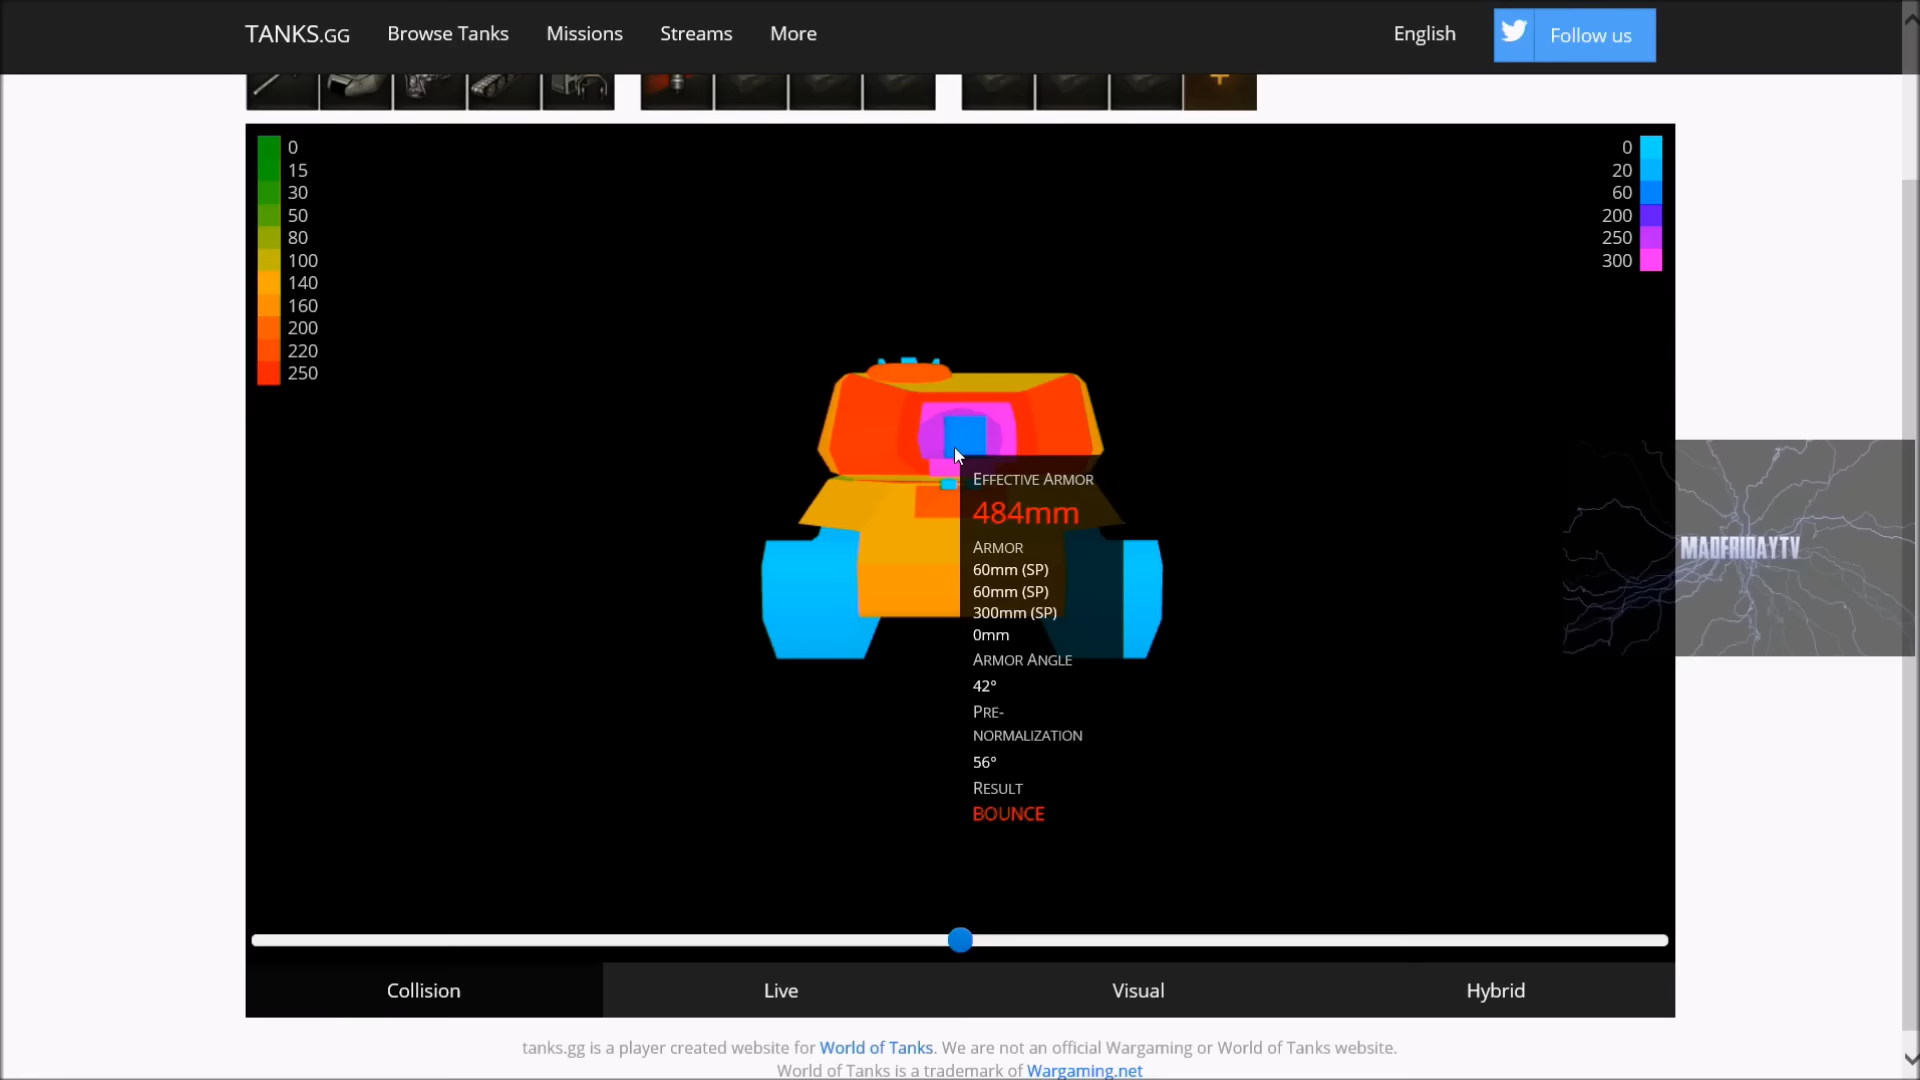 TANKS.GG
Browse Tanks
Missions
Streams
More
English
Follow us
0
15
30
50
80
100
140
160
200
220
250
0
20
60
200
250
300
EFFECTIVE ARMOR
484mm
ARMOR
60mm (SP)
60mm (SP)
300mm (SP)
0mm
ARMOR ANGLE
42°
PRE-
NORMALIZATION
56°
RESULT
BOUNCE
MADFRIDAYTV
Collision
Live
Visual
Hybrid
tanks.gg is a player created website for World of Tanks. We are not an official Wargaming or World of Tanks website.
World of Tanks is a trademark of Wargaming.net